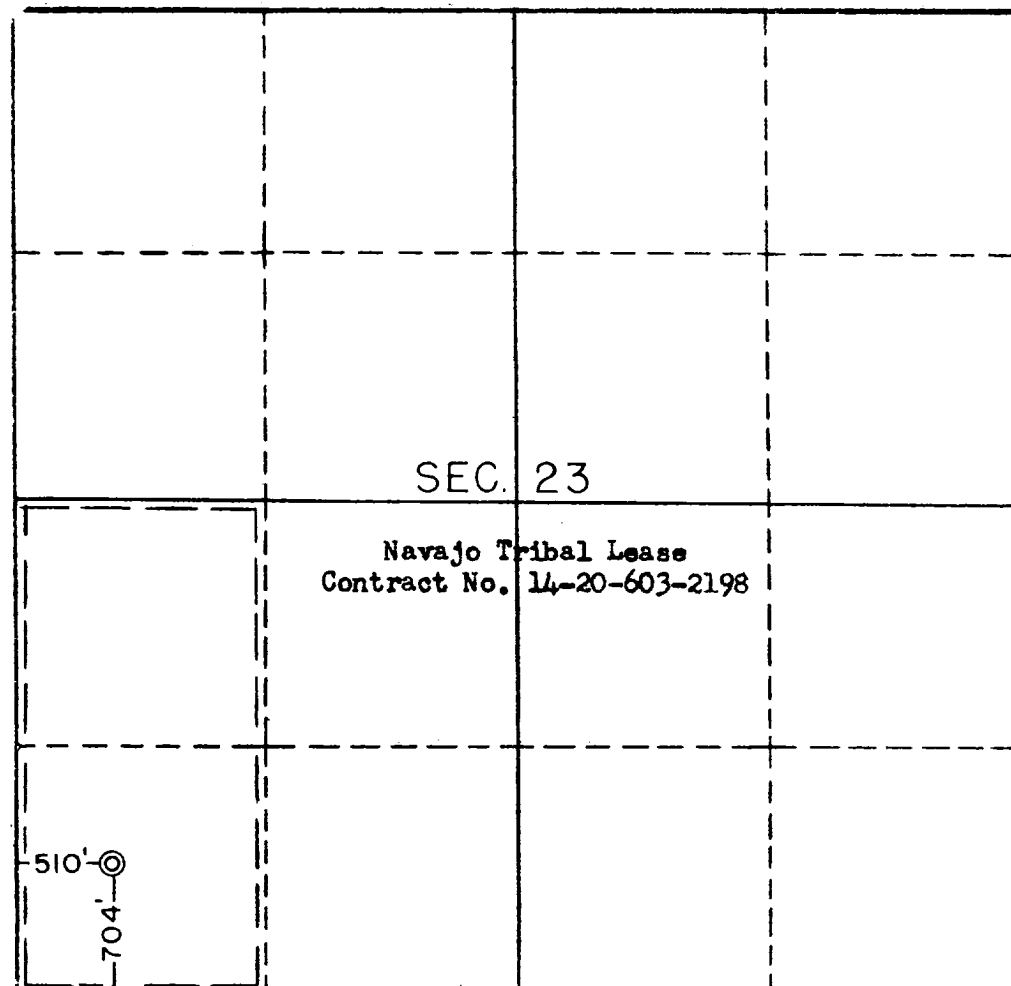 SEC. 23
Navajo Tribal Lease
Contract No. 14-20-603-2198
510'
704'